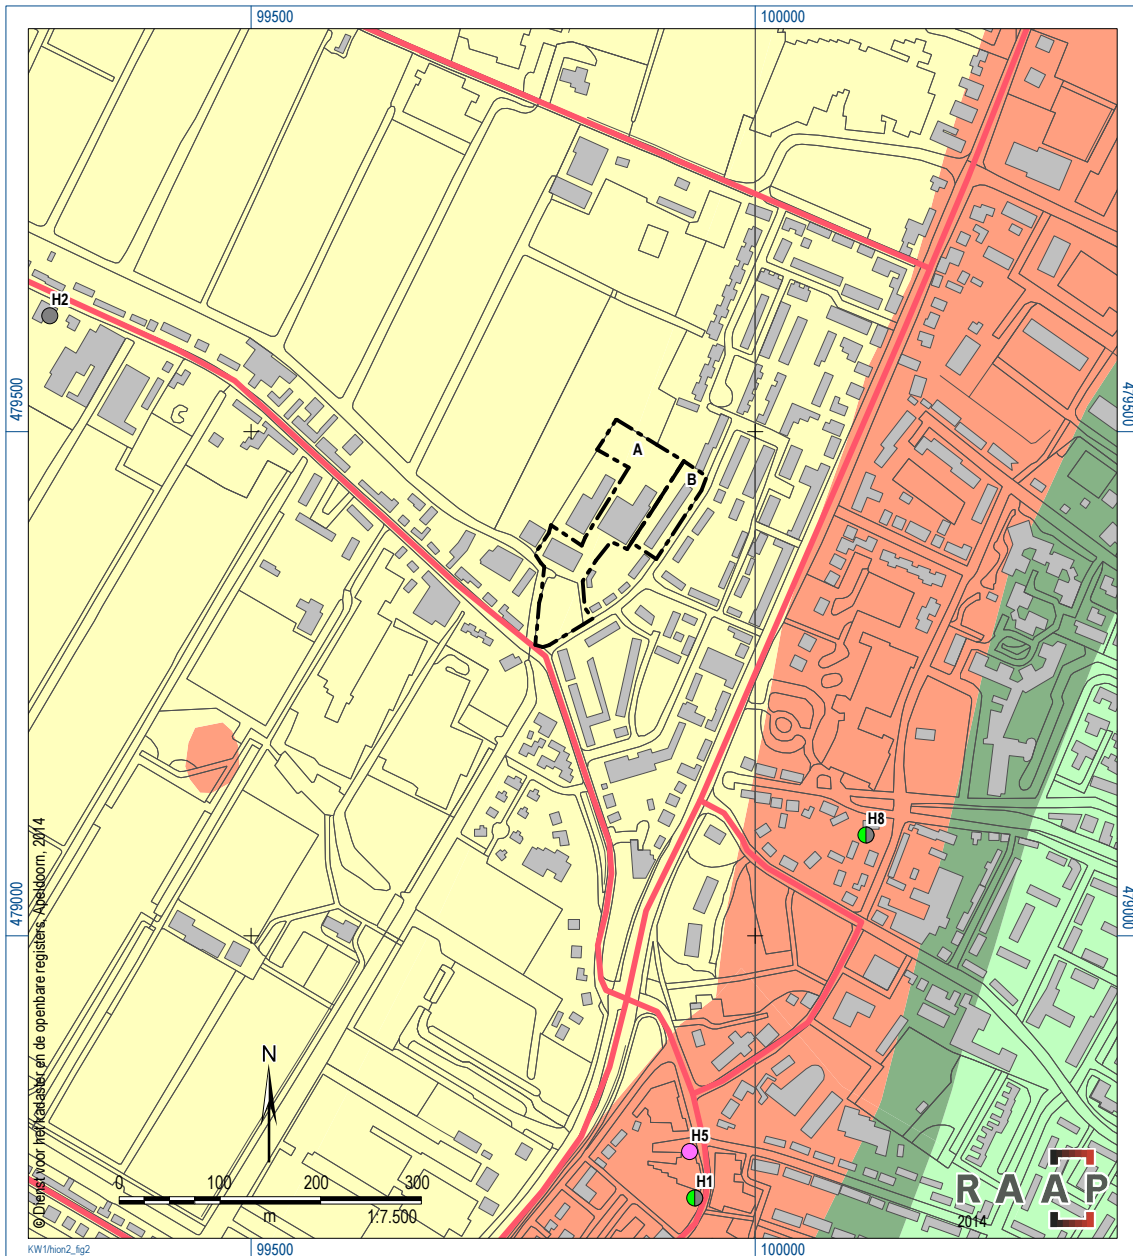 99500
100000
H2
479500
479500
A
B
H8
479000
479000
© Dienst voor het kadaster en de openbare registers, Apeldoorn, 2014
N
H5
H1
0
100
200
300
m
1:7.500
RAAP
2014
KW1/hion2_fig2
99500
100000